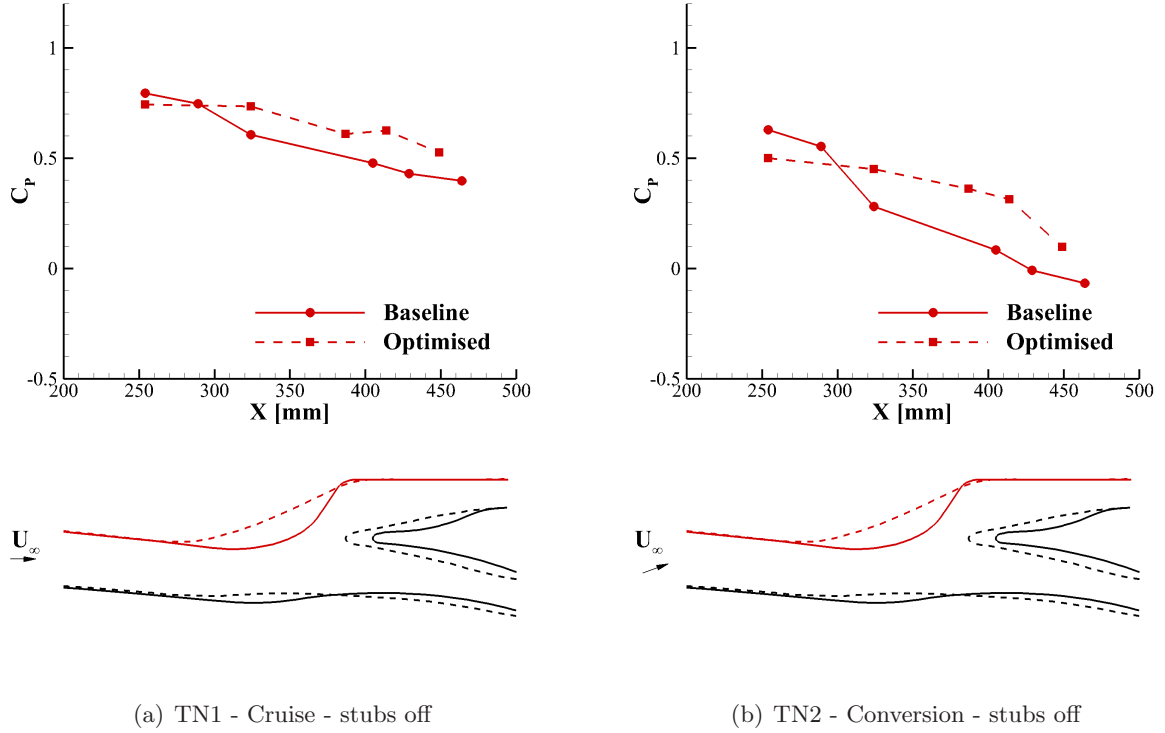 1
0.5
0
-0.5
C_P
200 250 300 350 400 450 500
X [mm]
Baseline
Optimised
U_∞
(a) TN1 - Cruise - stubs off
1
0.5
0
-0.5
C_P
200 250 300 350 400 450 500
X [mm]
Baseline
Optimised
U_∞
(b) TN2 - Conversion - stubs off